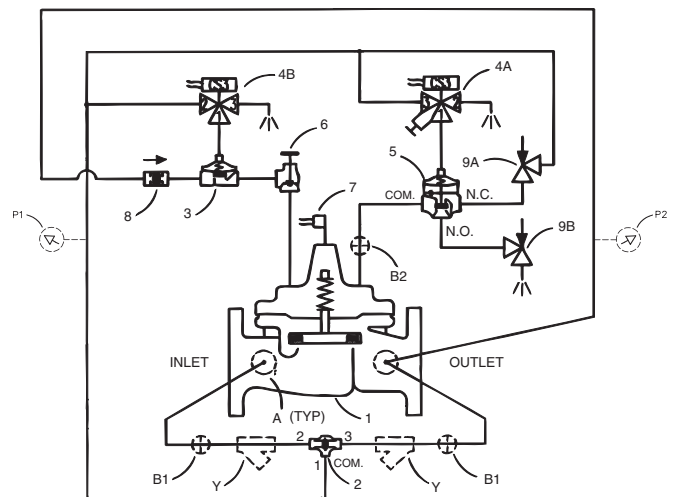 4B
4A
6
5
9A
7
COM.
N.C.
8
3
P1
P2
N.O.
9B
B2
INLET
OUTLET
A (TYP)
1
2
3
B1
Y
1
COM.
2
Y
B1